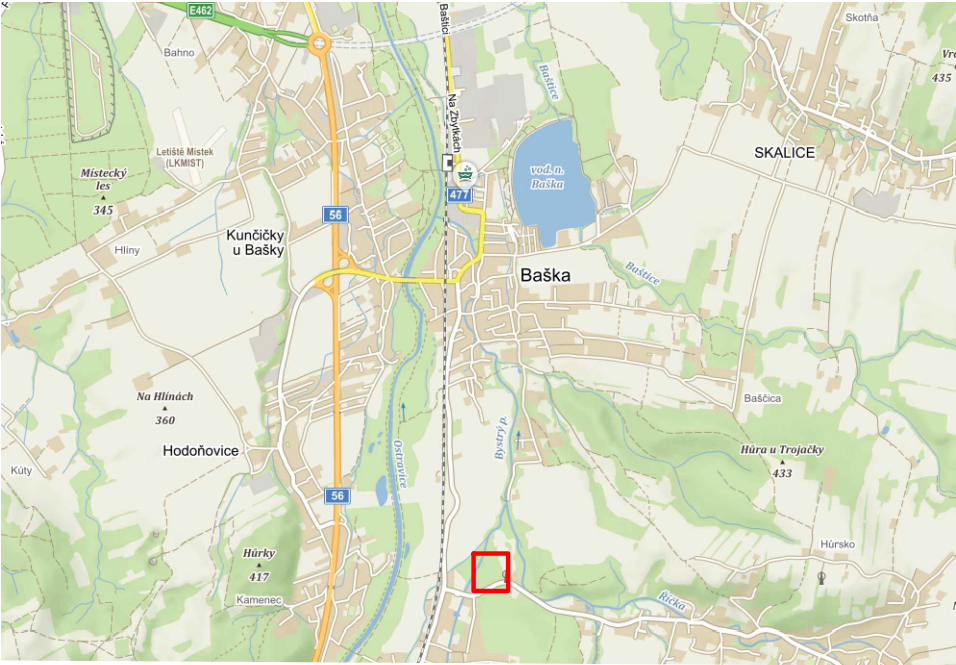 E462
Baštici
Skotňa
Bahno
435
Baštice
Na Zbytkách
Letiště Místek
(LKMIST)
SKALICE
Místecký
les
345
vod. n.
Baška
477
56
Kunčičky
u Bašky
Hliny
Baška
Baštice
Na Hlínách
360
Baščica
Bystrý p.
Hodoňovice
Ostravice
Hůra u Trojačky
433
Kúty
56
Hůrky
417
Hůrsko
Kamenec
Říčka